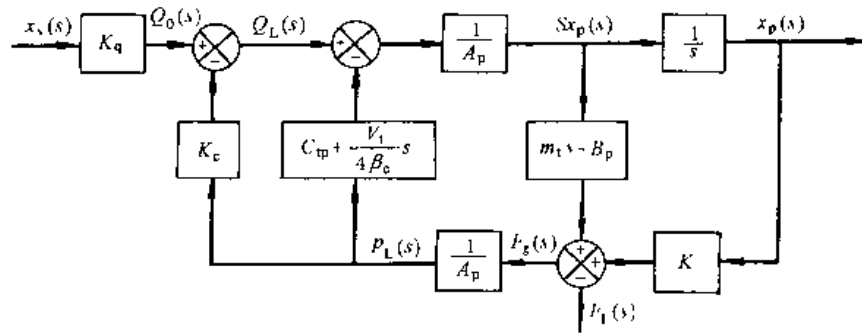 x_v(s) K_q Q_0(s) + − Q_L(s) + − 1/A_p Sx_p(s) 1/s x_p(s)
K_c C_tp + V_t/4β_e s m_t s - B_p
p_L(s) 1/A_p F_g(s) + + − K
F_L(s)